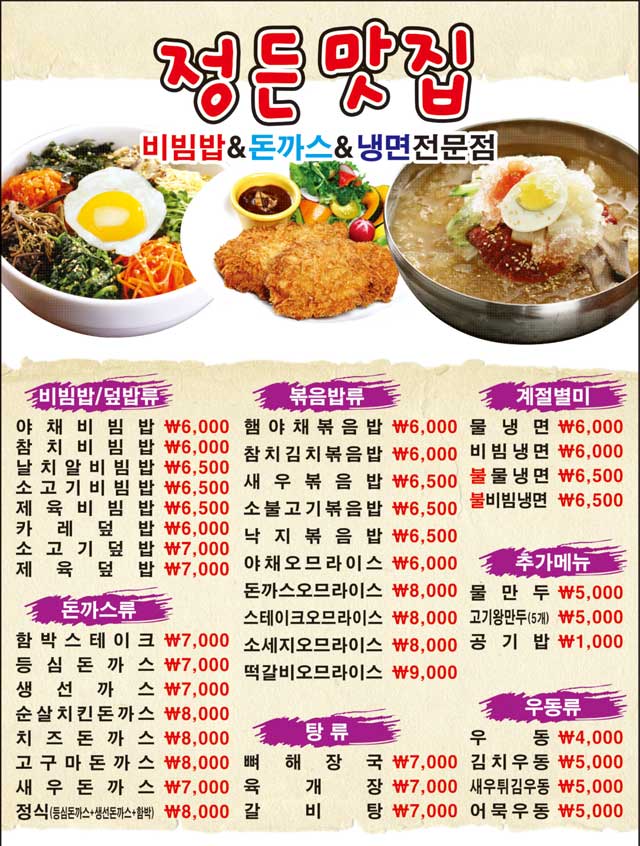 정든맛집
비빔밥&돈까스&냉면전문점
비빔밥/덮밥류
야채비빔밥 ₩6,000
참치비빔밥 ₩6,000
날치알비빔밥 ₩6,500
소고기비빔밥 ₩6,500
제육비빔밥 ₩6,500
카레덮밥 ₩6,000
소고기덮밥 ₩7,000
제육덮밥 ₩7,000
돈까스류
함박스테이크 ₩7,000
등심돈까스 ₩7,000
생선까스 ₩7,000
순살치킨돈까스 ₩8,000
치즈돈까스 ₩8,000
고구마돈까스 ₩8,000
새우돈까스 ₩7,000
정식(등심돈까스+생선돈까스+함박) ₩8,000
볶음밥류
햄야채볶음밥 ₩6,000
참치김치볶음밥 ₩6,000
새우볶음밥 ₩6,500
소불고기볶음밥 ₩6,500
낙지볶음밥 ₩6,500
야채오므라이스 ₩6,000
돈까스오므라이스 ₩8,000
스테이크오므라이스 ₩8,000
소세지오므라이스 ₩8,000
떡갈비오므라이스 ₩9,000
탕류
뼈해장국 ₩7,000
육개장 ₩7,000
갈비탕 ₩7,000
계절별미
물냉면 ₩6,000
비빔냉면 ₩6,000
불물냉면 ₩6,500
불비빔냉면 ₩6,500
추가메뉴
물만두 ₩5,000
고기왕만두(5개) ₩5,000
공기밥 ₩1,000
우동류
우동 ₩4,000
김치우동 ₩5,000
새우튀김우동 ₩5,000
어묵우동 ₩5,000